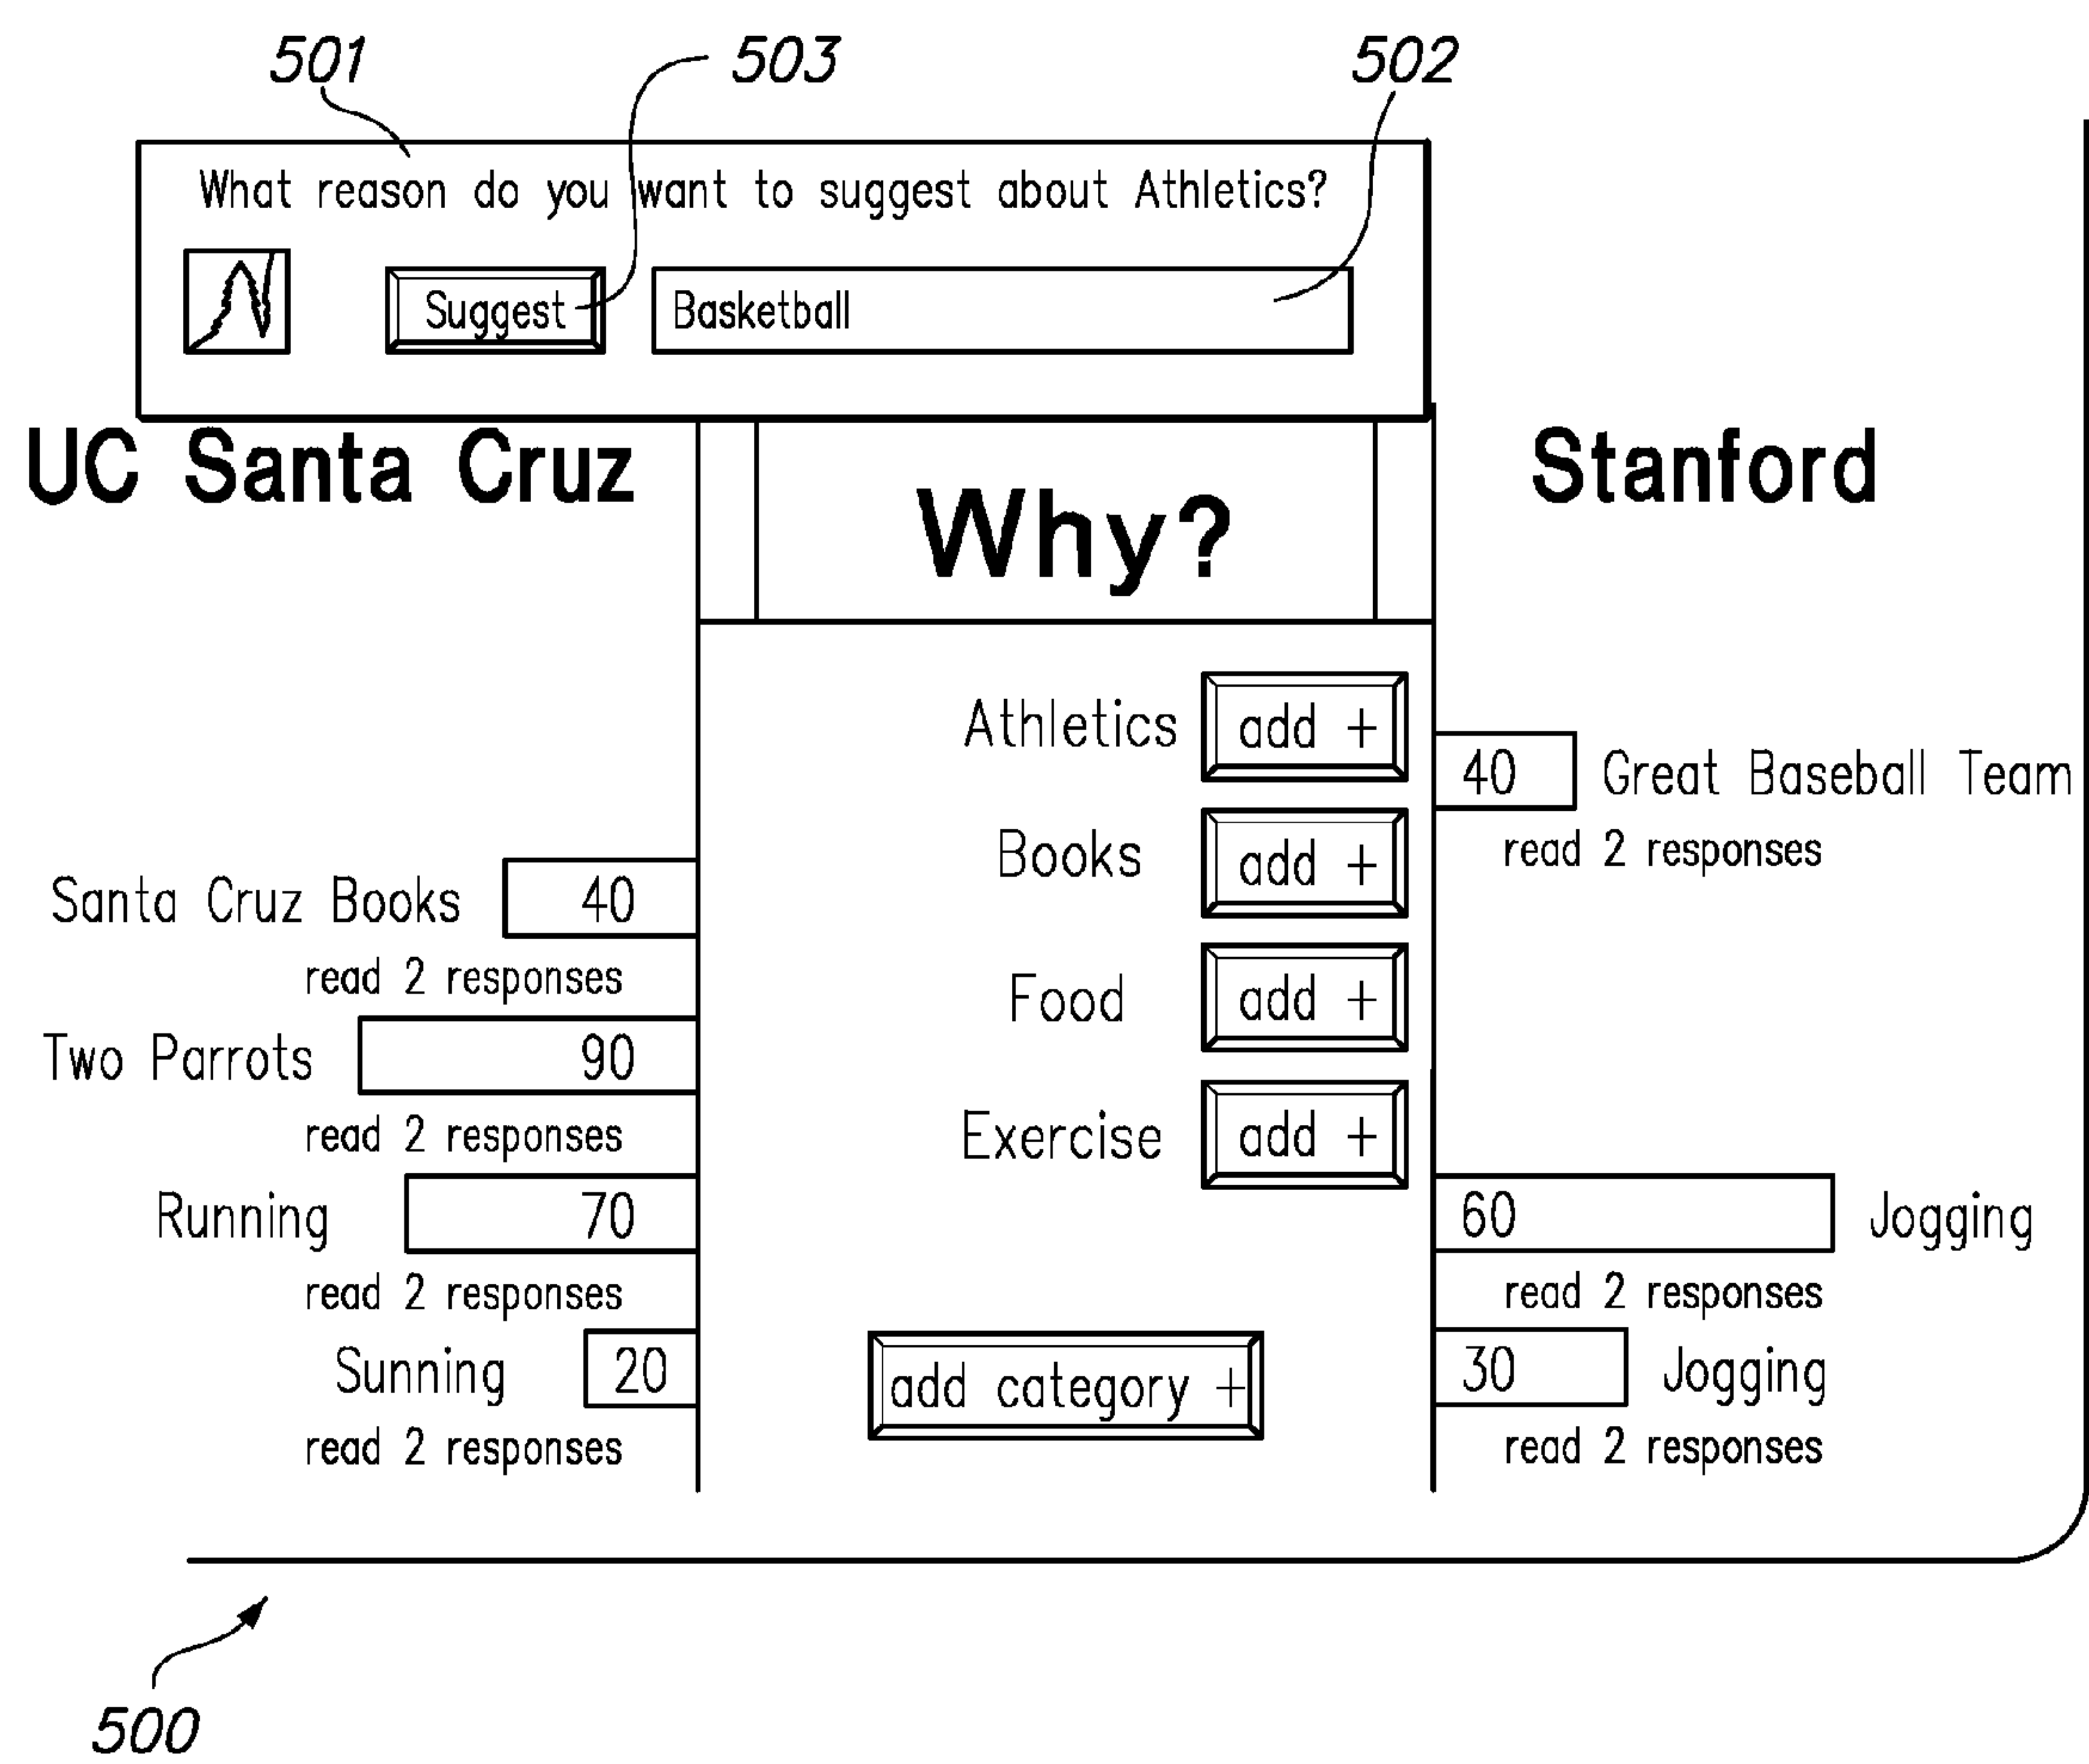 501 503 502
What reason do you want to suggest about Athletics?
Suggest Basketball
UC Santa Cruz Why? Stanford
Athletics add + 40 Great Baseball Team
read 2 responses
Books add +
Santa Cruz Books 40
read 2 responses
Food add +
Two Parrots 90
read 2 responses
Exercise add +
Running 70 60 Jogging
read 2 responses read 2 responses
Sunning 20 add category + 30 Jogging
read 2 responses read 2 responses
500